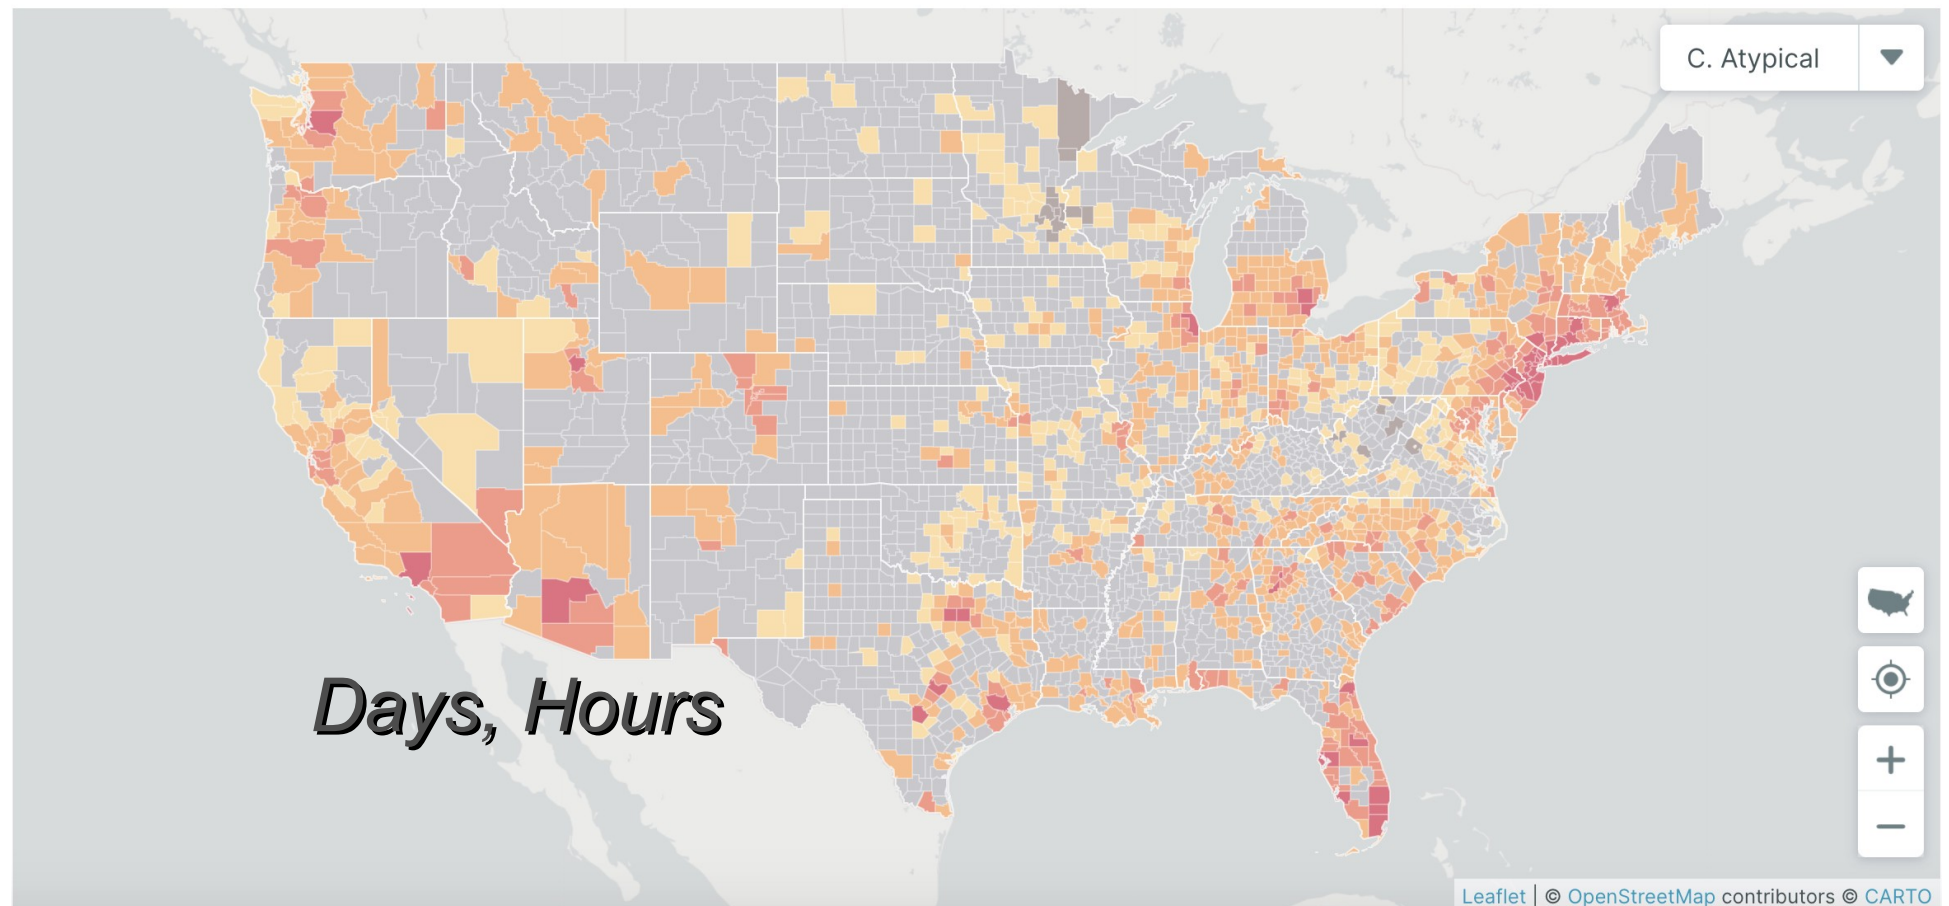 C. Atypical
Days, Hours
+
−
Leaflet | © OpenStreetMap contributors © CARTO